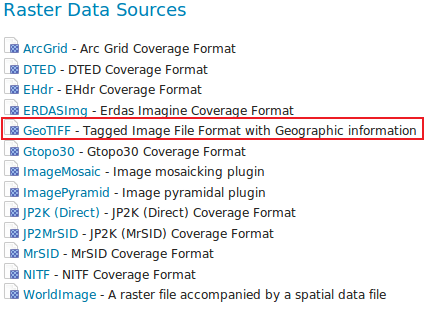 Raster Data Sources
ArcGrid - Arc Grid Coverage Format
DTED - DTED Coverage Format
EHdr - EHdr Coverage Format
ERDASImg - Erdas Imagine Coverage Format
GeoTIFF - Tagged Image File Format with Geographic information
Gtopo30 - Gtopo30 Coverage Format
ImageMosaic - Image mosaicking plugin
ImagePyramid - Image pyramidal plugin
JP2K (Direct) - JP2K (Direct) Coverage Format
JP2MrSID - JP2K (MrSID) Coverage Format
MrSID - MrSID Coverage Format
NITF - NITF Coverage Format
WorldImage - A raster file accompanied by a spatial data file